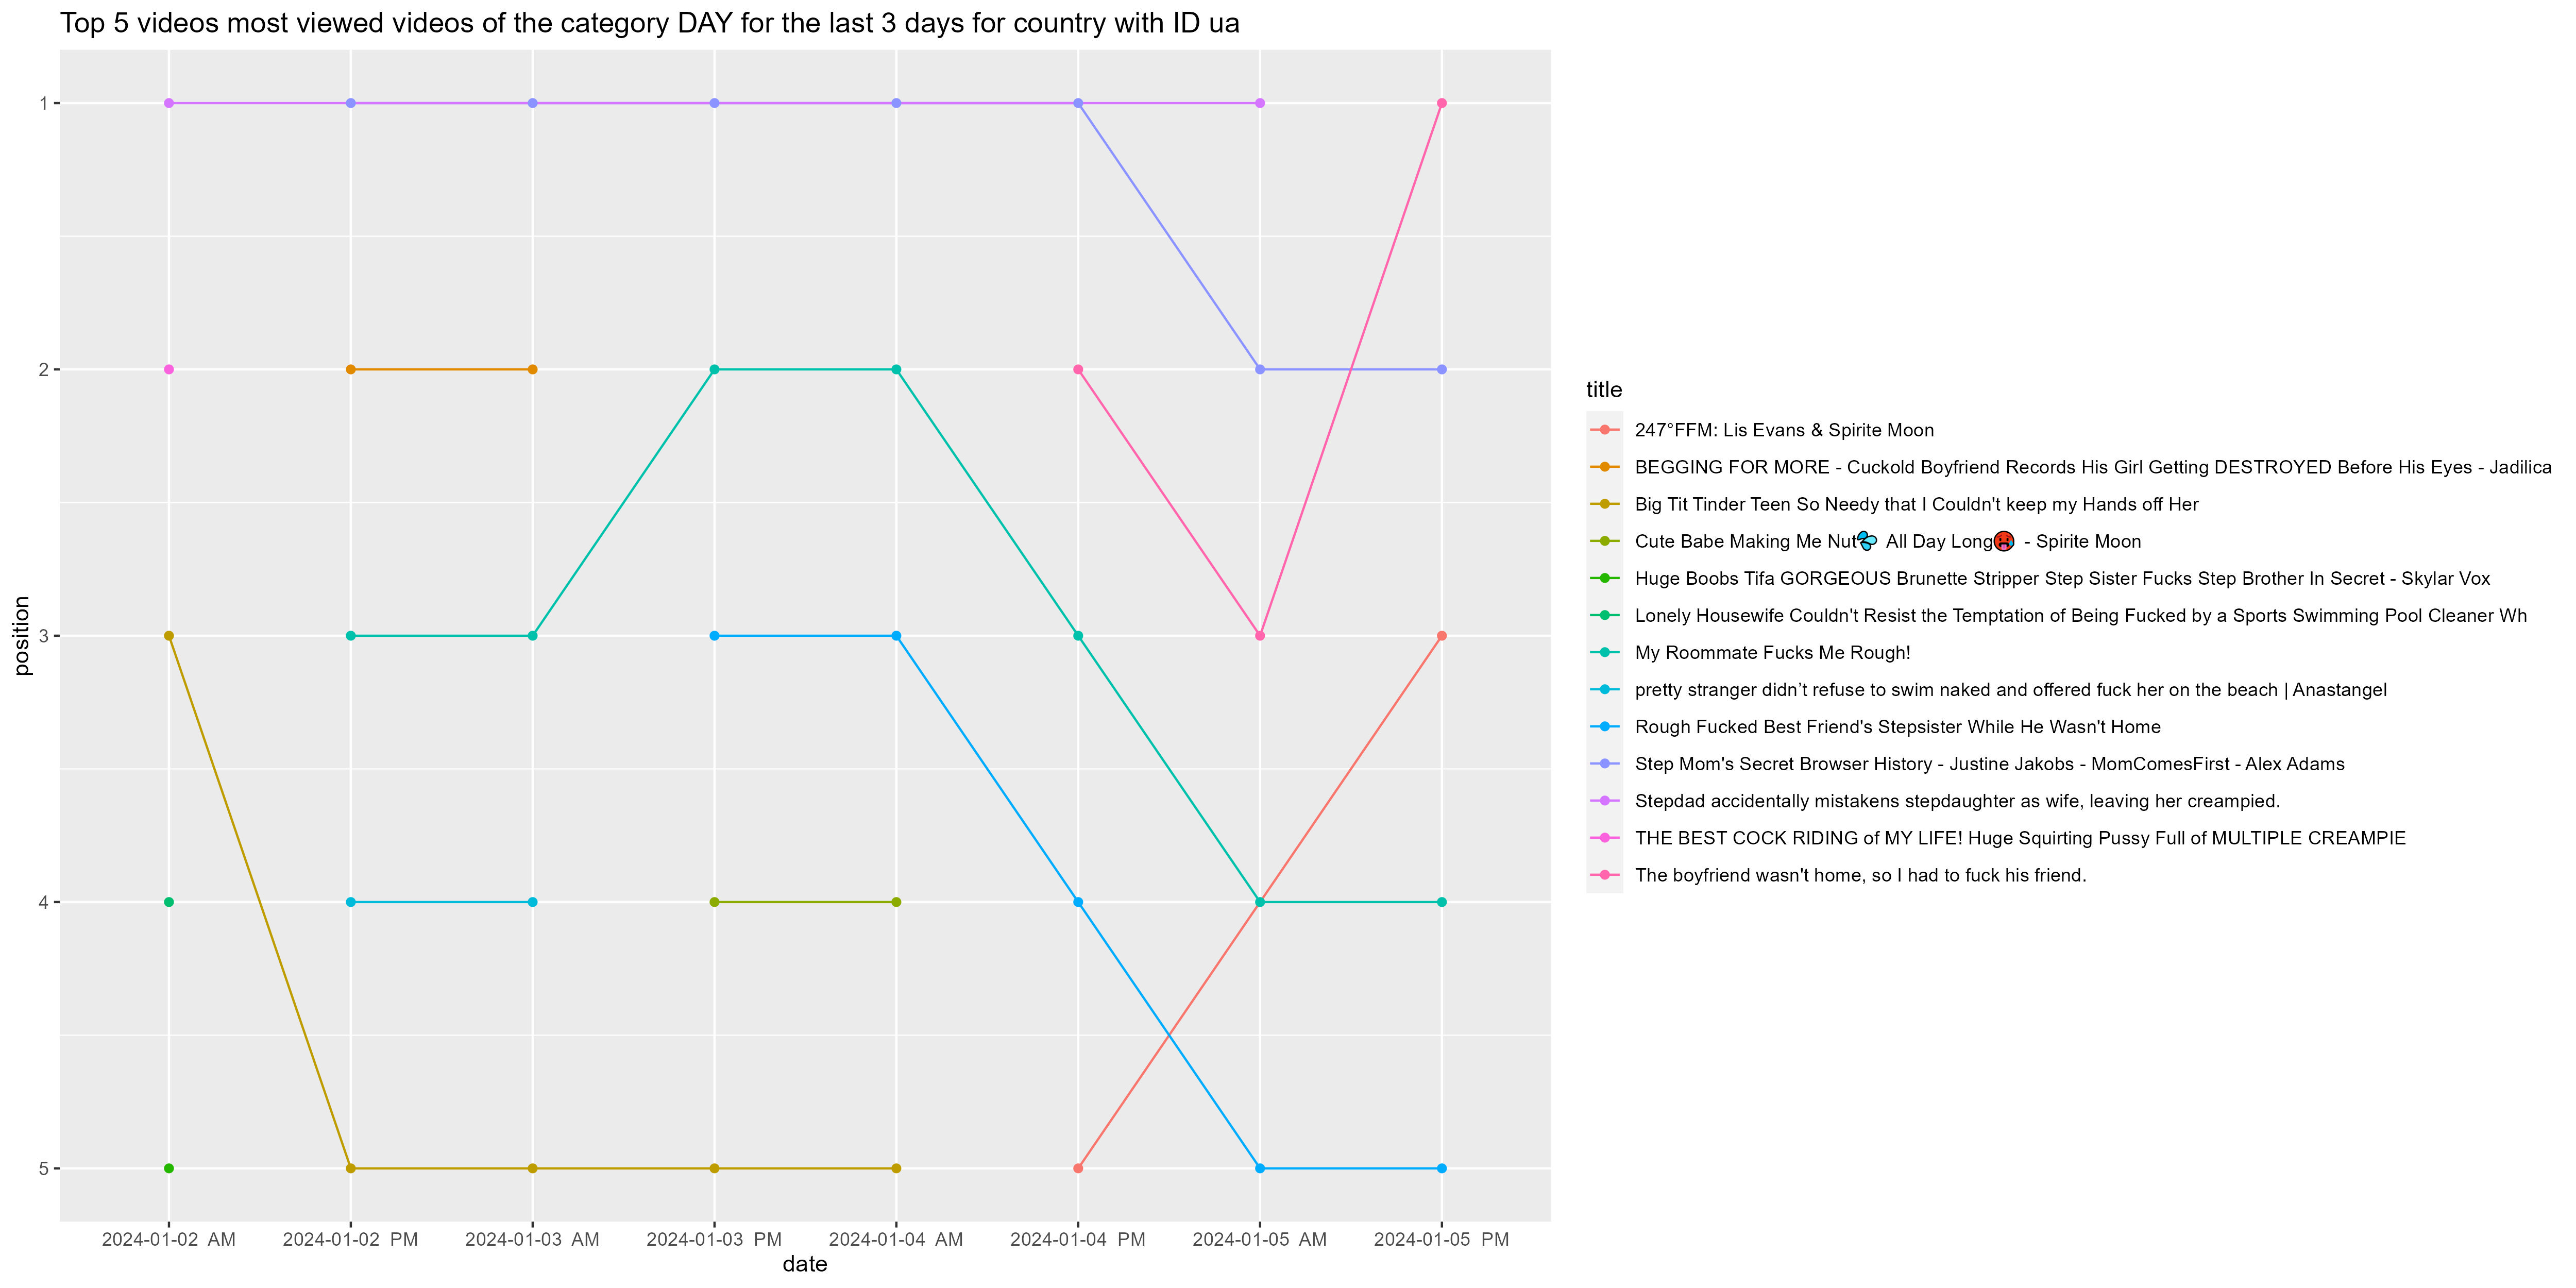 Top 5 videos most viewed videos of the category DAY for the last 3 days for country with ID ua
position
1
2
3
4
5
2024-01-02 AM
2024-01-02 PM
2024-01-03 AM
2024-01-03 PM
2024-01-04 AM
2024-01-04 PM
2024-01-05 AM
2024-01-05 PM
date
title
247°FFM: Lis Evans & Spirite Moon
BEGGING FOR MORE - Cuckold Boyfriend Records His Girl Getting DESTROYED Before His Eyes - Jadilica
Big Tit Tinder Teen So Needy that I Couldn't keep my Hands off Her
Cute Babe Making Me Nut💦 All Day Long🥵 - Spirite Moon
Huge Boobs Tifa GORGEOUS Brunette Stripper Step Sister Fucks Step Brother In Secret - Skylar Vox
Lonely Housewife Couldn't Resist the Temptation of Being Fucked by a Sports Swimming Pool Cleaner Wh
My Roommate Fucks Me Rough!
pretty stranger didn’t refuse to swim naked and offered fuck her on the beach | Anastangel
Rough Fucked Best Friend's Stepsister While He Wasn't Home
Step Mom's Secret Browser History - Justine Jakobs - MomComesFirst - Alex Adams
Stepdad accidentally mistakens stepdaughter as wife, leaving her creampied.
THE BEST COCK RIDING of MY LIFE! Huge Squirting Pussy Full of MULTIPLE CREAMPIE
The boyfriend wasn't home, so I had to fuck his friend.